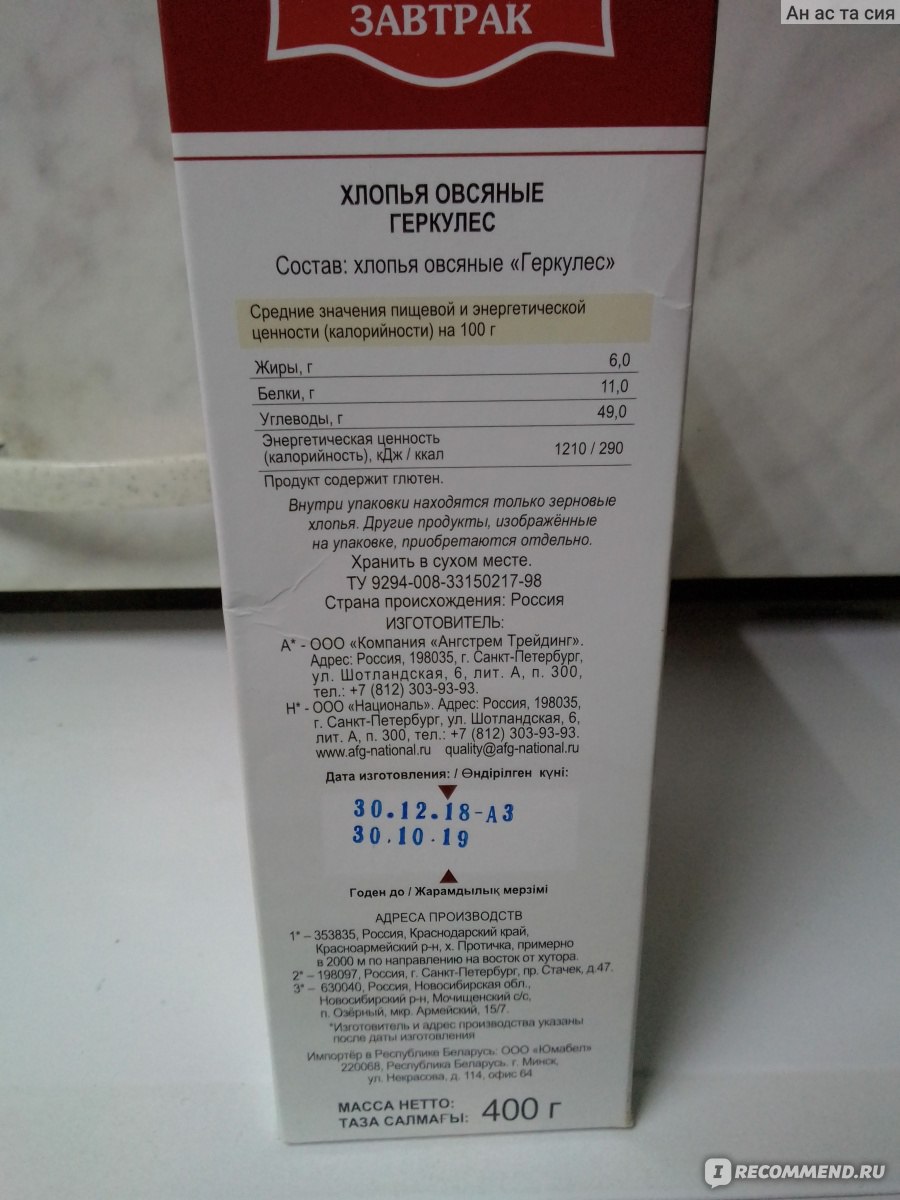 Ан ас та сия
ЗАВТРАК
ХЛОПЬЯ ОВСЯНЫЕ
ГЕРКУЛЕС
Состав: хлопья овсяные «Геркулес»
Средние значения пищевой и энергетической
ценности (калорийности) на 100 г
Жиры, г 6,0
Белки, г 11,0
Углеводы, г 49,0
Энергетическая ценность
(калорийность), кДж / ккал 1210 / 290
Продукт содержит глютен.
Внутри упаковки находятся только зерновые
хлопья. Другие продукты, изображённые
на упаковке, приобретаются отдельно.
Хранить в сухом месте.
ТУ 9294-008-33150217-98
Страна происхождения: Россия
ИЗГОТОВИТЕЛЬ:
А* - ООО «Компания «Ангстрем Трейдинг».
Адрес: Россия, 198035, г. Санкт-Петербург,
ул. Шотландская, 6, лит. А, п. 300,
тел.: +7 (812) 303-93-93.
Н* - ООО «Националь». Адрес: Россия, 198035,
г. Санкт-Петербург, ул. Шотландская, 6,
лит. А, п. 300, тел.: +7 (812) 303-93-93.
www.afg-national.ru quality@afg-national.ru
Дата изготовления: / Өндірілген күні:
30.12.18-А3
30.10.19
Годен до / Жарамдылық мерзімі
АДРЕСА ПРОИЗВОДСТВ
1* – 353835, Россия, Краснодарский край,
Красноармейский р-н, х. Протичка, примерно
в 2000 м по направлению на восток от хутора.
2* – 198097, Россия, г. Санкт-Петербург, пр. Стачек, д.47.
3* – 630040, Россия, Новосибирская обл.,
Новосибирский р-н, Мочищенский с/с,
п. Озёрный, мкр. Армейский, 15/7.
*Изготовитель и адрес производства указаны
после даты изготовления
Импортёр в Республике Беларусь: ООО «Юмабел»
220068, Республика Беларусь. г. Минск,
ул. Некрасова, д. 114, офис 64
МАССА НЕТТО:
ТАЗА САЛМАҒЫ: 400 г
IRECOMMEND.RU